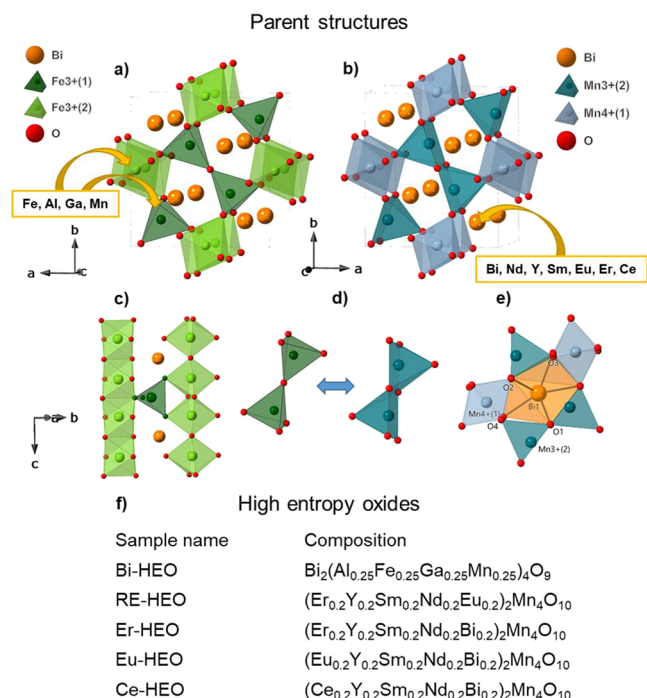 Parent structures
Bi
Fe3+(1)
Fe3+(2)
O
a)
b)
Bi
Mn3+(2)
Mn4+(1)
O
Fe, Al, Ga, Mn
Bi, Nd, Y, Sm, Eu, Er, Ce
b
a
c
b
c
a
c)
d)
e)
a
b
c
O3
O2
Bi1
Mn4+(1)
O4
O1
Mn3+(2)
f)
High entropy oxides
Sample name Composition
Bi-HEO Bi₂(Al₀.₂₅Fe₀.₂₅Ga₀.₂₅Mn₀.₂₅)₄O₉
RE-HEO (Er₀.₂Y₀.₂Sm₀.₂Nd₀.₂Eu₀.₂)₂Mn₄O₁₀
Er-HEO (Er₀.₂Y₀.₂Sm₀.₂Nd₀.₂Bi₀.₂)₂Mn₄O₁₀
Eu-HEO (Eu₀.₂Y₀.₂Sm₀.₂Nd₀.₂Bi₀.₂)₂Mn₄O₁₀
Ce-HEO (Ce₀.₂Y₀.₂Sm₀.₂Nd₀.₂Bi₀.₂)₂Mn₄O₁₀